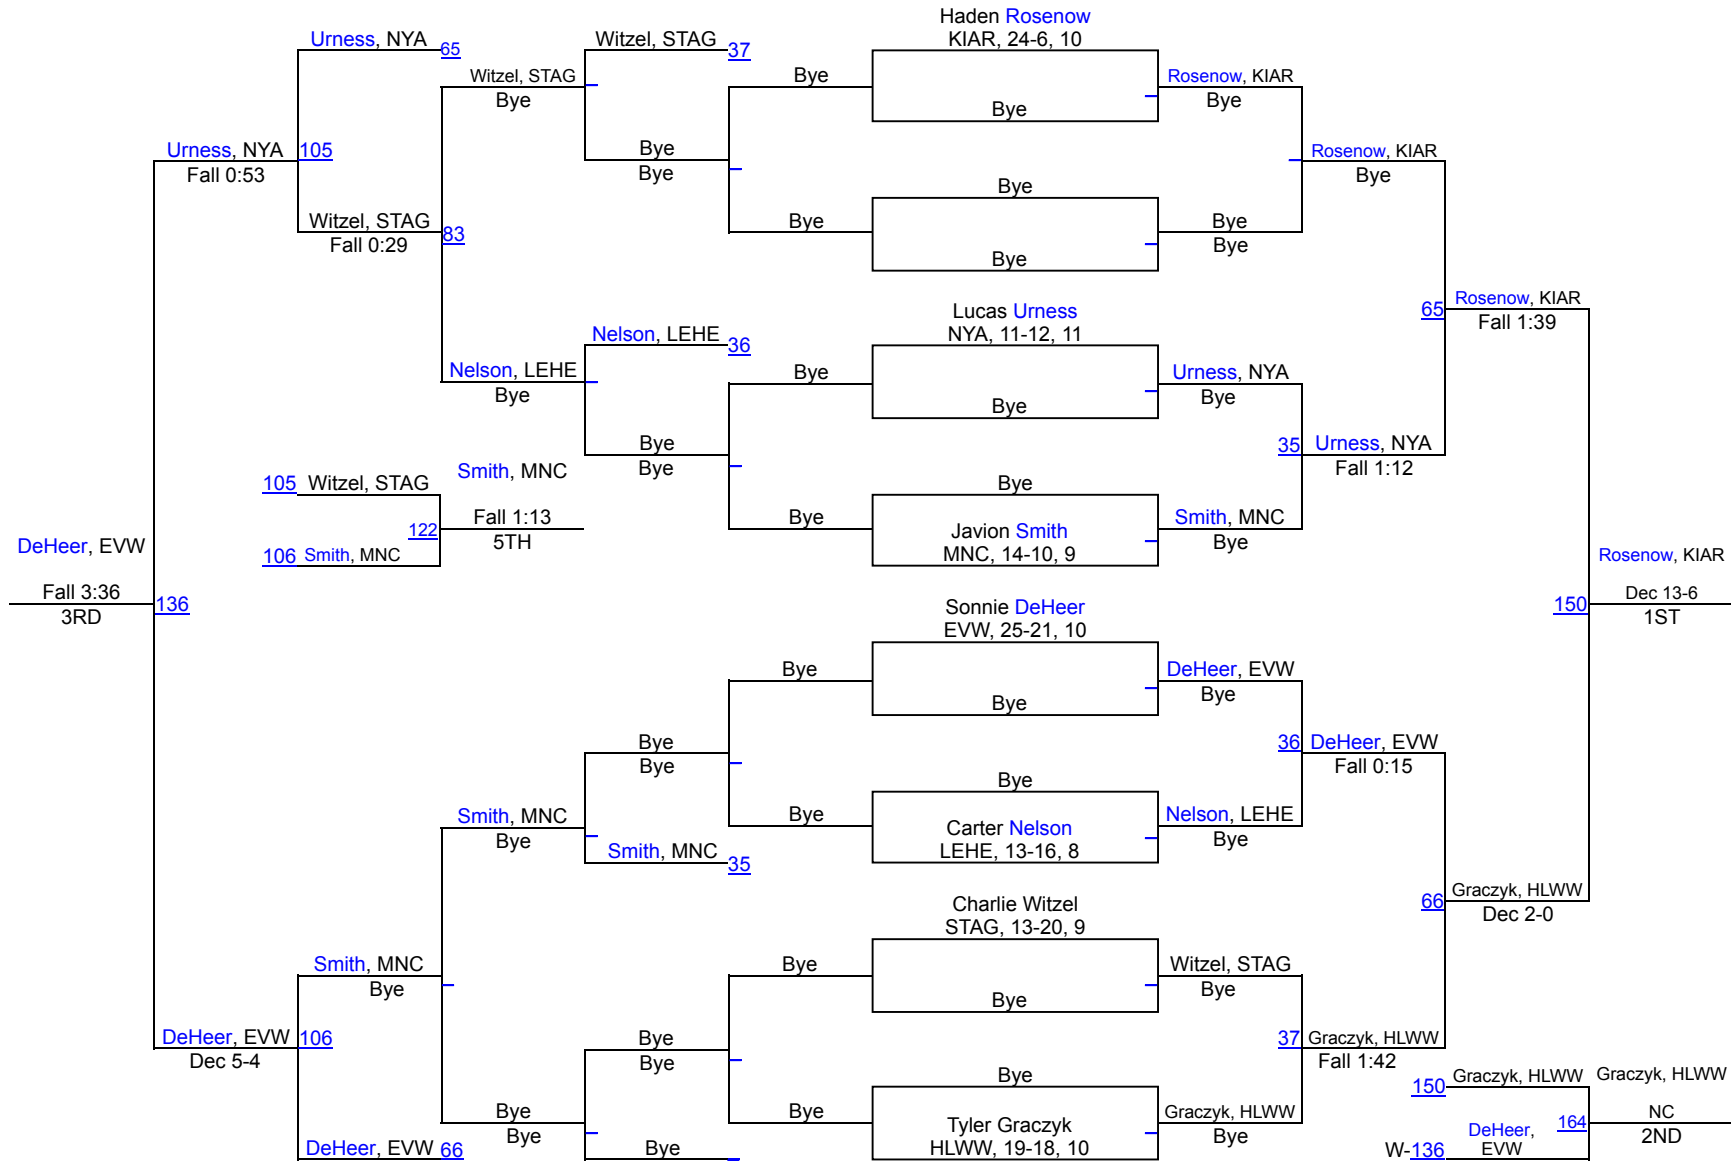 Haden Rosenow
KIAR, 24-6, 10
Urness, NYA 65
Witzel, STAG 37
Witzel, STAG
Bye
Bye
Rosenow, KIAR
Bye
Bye
Urness, NYA 105
Fall 0:53
Bye
Bye
Rosenow, KIAR
Bye
Bye
Witzel, STAG
Fall 0:29
83
Bye
Bye
Bye
Bye
Lucas Urness
NYA, 11-12, 11
65 Rosenow, KIAR
Fall 1:39
Nelson, LEHE 36
Nelson, LEHE
Bye
Bye
Bye
Urness, NYA
Bye
Bye
Bye
35 Urness, NYA
Fall 1:12
105 Witzel, STAG
Smith, MNC
Fall 1:13
122
5TH
106 Smith, MNC
Bye
Bye
Javion Smith
MNC, 14-10, 9
Smith, MNC
Bye
DeHeer, EVW
Fall 3:36
3RD
136
Rosenow, KIAR
150 Dec 13-6
1ST
Sonnie DeHeer
EVW, 25-21, 10
Bye
Bye
DeHeer, EVW
Bye
Bye
Bye
36 DeHeer, EVW
Fall 0:15
Smith, MNC
Bye
Smith, MNC 35
Bye
Bye
Carter Nelson
LEHE, 13-16, 8
Nelson, LEHE
Bye
Charlie Witzel
STAG, 13-20, 9
66 Graczyk, HLWW
Dec 2-0
Smith, MNC
Bye
Bye
Bye
Witzel, STAG
Bye
DeHeer, EVW 106
Dec 5-4
Bye
Bye
37 Graczyk, HLWW
Fall 1:42
Bye
Bye
DeHeer, EVW 66
Bye
Bye
Bye
Tyler Graczyk
HLWW, 19-18, 10
Graczyk, HLWW
Bye
150 Graczyk, HLWW
Graczyk, HLWW
NC
164
2ND
W-136 DeHeer,
EVW